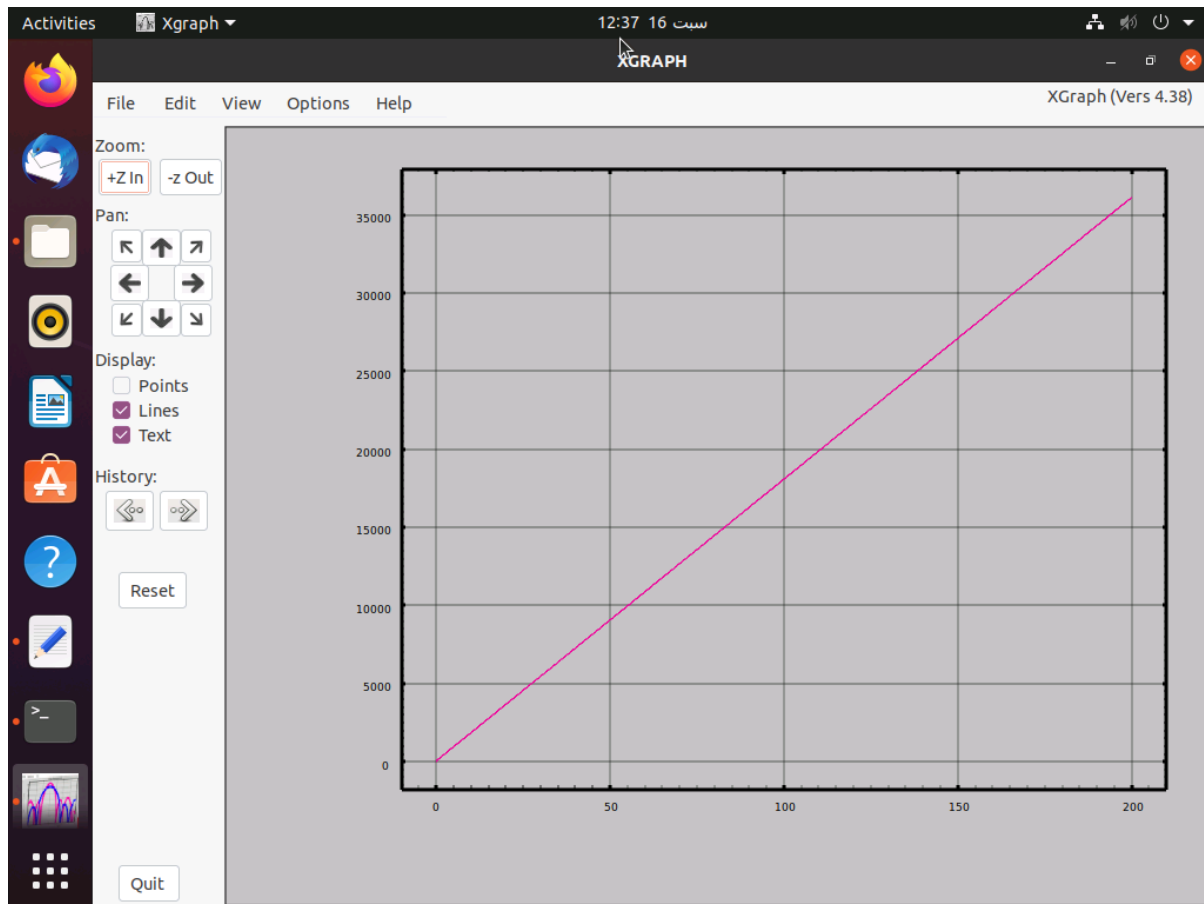 Activities Xgraph 12:37 16 سبت
XGRAPH
File Edit View Options Help XGraph (Vers 4.38)
Zoom:
+Z In -z Out
Pan:
Display:
Points
Lines
Text
History:
Reset
Quit
35000
30000
25000
20000
15000
10000
5000
0
0 50 100 150 200